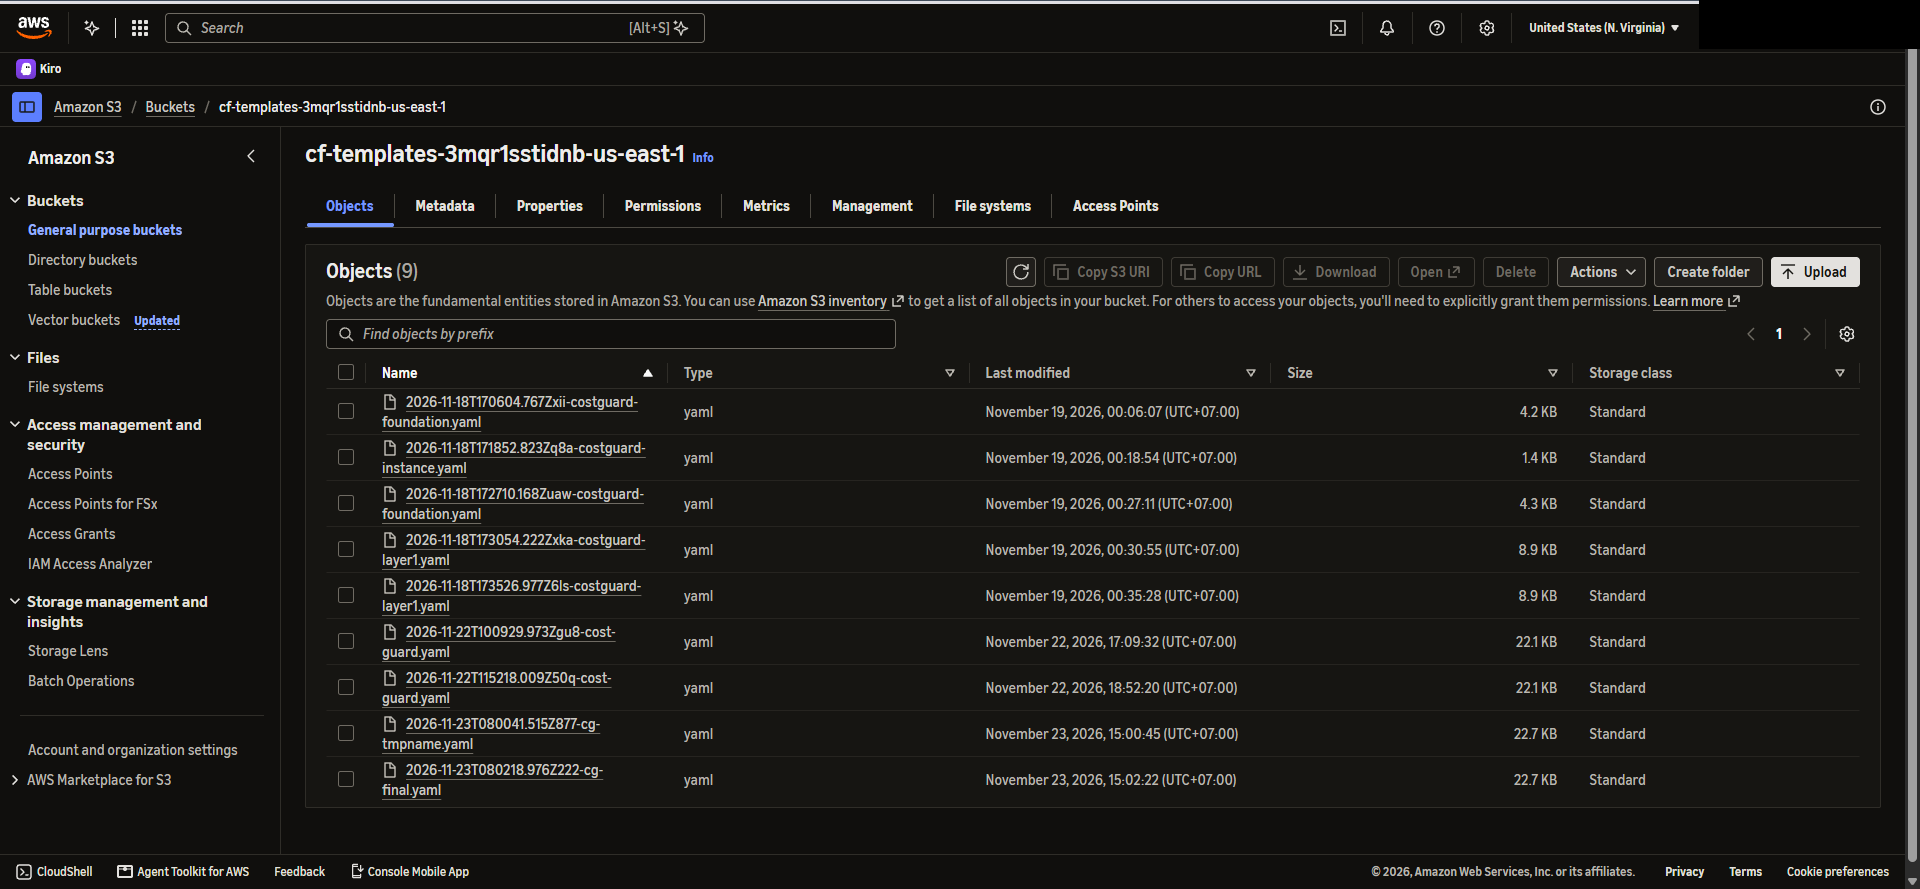 aws
Search [Alt+S]
United States (N. Virginia)
Kiro
Amazon S3 / Buckets / cf-templates-3mqr1sstidnb-us-east-1
Amazon S3
Buckets
General purpose buckets
Directory buckets
Table buckets
Vector buckets Updated
Files
File systems
Access management and
security
Access Points
Access Points for FSx
Access Grants
IAM Access Analyzer
Storage management and
insights
Storage Lens
Batch Operations
Account and organization settings
AWS Marketplace for S3
cf-templates-3mqr1sstidnb-us-east-1 Info
Objects Metadata Properties Permissions Metrics Management File systems Access Points
Objects (9)
Copy S3 URI Copy URL Download Open Delete Actions Create folder Upload
Objects are the fundamental entities stored in Amazon S3. You can use Amazon S3 inventory to get a list of all objects in your bucket. For others to access your objects, you'll need to explicitly grant them permissions. Learn more
Find objects by prefix
1
Name Type Last modified Size Storage class
2026-11-18T170604.767Zxii-costguard-
foundation.yaml
yaml November 19, 2026, 00:06:07 (UTC+07:00) 4.2 KB Standard
2026-11-18T171852.823Zq8a-costguard-
instance.yaml
yaml November 19, 2026, 00:18:54 (UTC+07:00) 1.4 KB Standard
2026-11-18T172710.168Zuaw-costguard-
foundation.yaml
yaml November 19, 2026, 00:27:11 (UTC+07:00) 4.3 KB Standard
2026-11-18T173054.222Zxka-costguard-
layer1.yaml
yaml November 19, 2026, 00:30:55 (UTC+07:00) 8.9 KB Standard
2026-11-18T173526.977Z6ls-costguard-
layer1.yaml
yaml November 19, 2026, 00:35:28 (UTC+07:00) 8.9 KB Standard
2026-11-22T100929.973Zgu8-cost-
guard.yaml
yaml November 22, 2026, 17:09:32 (UTC+07:00) 22.1 KB Standard
2026-11-22T115218.009Z50q-cost-
guard.yaml
yaml November 22, 2026, 18:52:20 (UTC+07:00) 22.1 KB Standard
2026-11-23T080041.515Z877-cg-
tmpname.yaml
yaml November 23, 2026, 15:00:45 (UTC+07:00) 22.7 KB Standard
2026-11-23T080218.976Z222-cg-
final.yaml
yaml November 23, 2026, 15:02:22 (UTC+07:00) 22.7 KB Standard
CloudShell Agent Toolkit for AWS Feedback Console Mobile App © 2026, Amazon Web Services, Inc. or its affiliates. Privacy Terms Cookie preferences